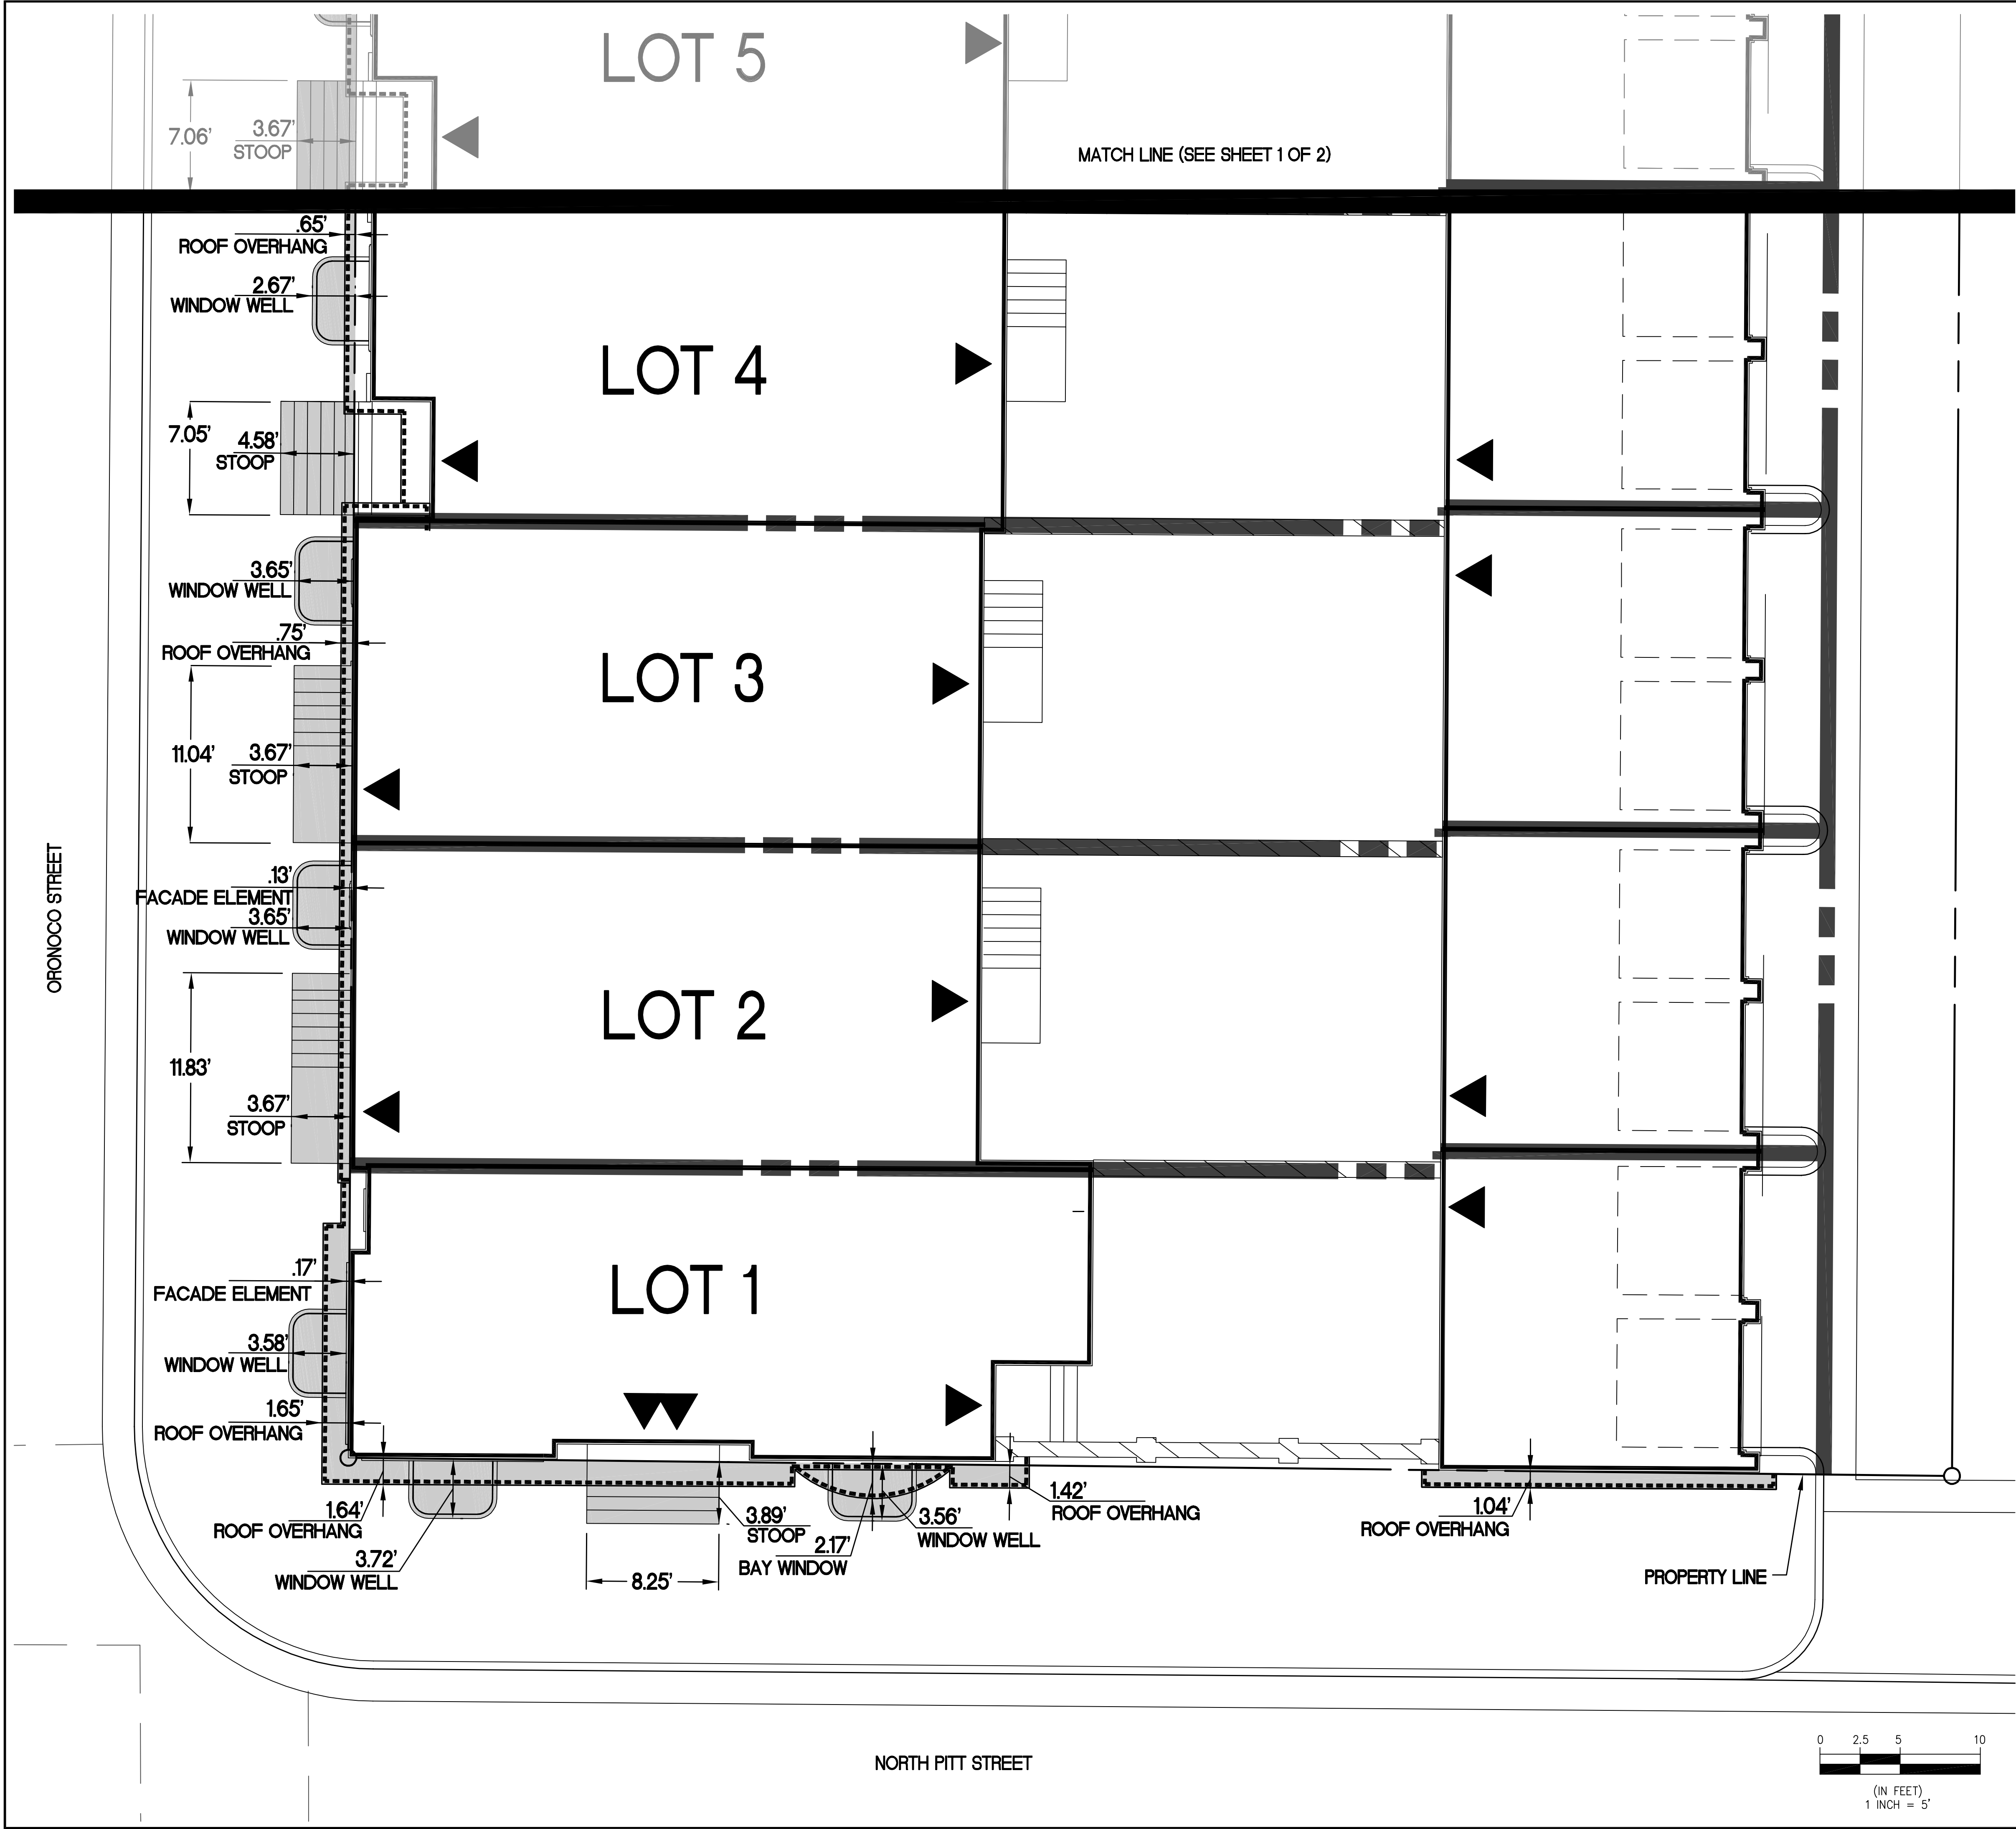 LOT 5
7.06'
3.67'
STOOP
MATCH LINE (SEE SHEET 1 OF 2)
.65'
ROOF OVERHANG
2.67'
WINDOW WELL
LOT 4
7.05'
4.58'
STOOP
3.65'
WINDOW WELL
.75'
ROOF OVERHANG
LOT 3
11.04'
3.67'
STOOP
ORONOCO STREET
.13'
FACADE ELEMENT
3.65'
WINDOW WELL
LOT 2
11.83'
3.67'
STOOP
.17'
FACADE ELEMENT
LOT 1
3.58'
WINDOW WELL
1.65'
ROOF OVERHANG
1.64'
ROOF OVERHANG
3.72'
WINDOW WELL
8.25'
3.89'
STOOP
2.17'
BAY WINDOW
3.56'
WINDOW WELL
1.42'
ROOF OVERHANG
1.04'
ROOF OVERHANG
PROPERTY LINE
NORTH PITT STREET
0 2.5 5 10
(IN FEET)
1 INCH = 5'